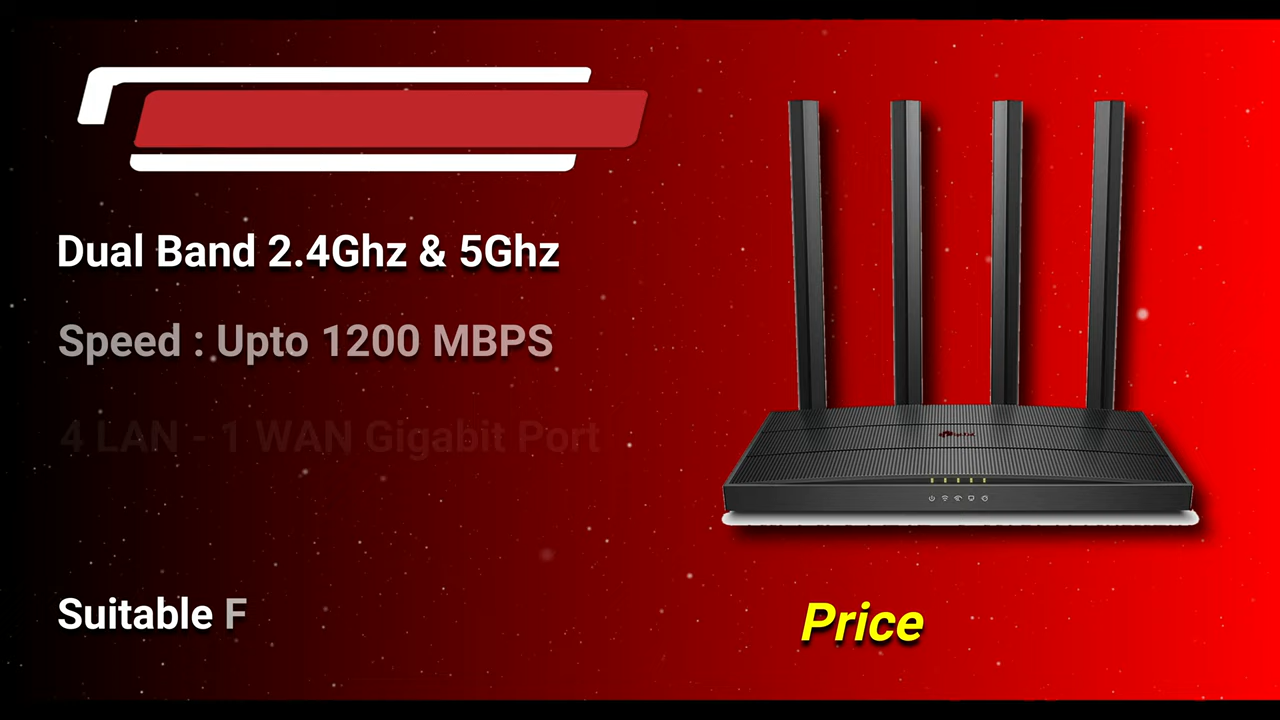 Dual Band 2.4Ghz & 5Ghz
Speed : Upto 1200 MBPS
4 LAN - 1 WAN Gigabit Port
Suitable F
Price